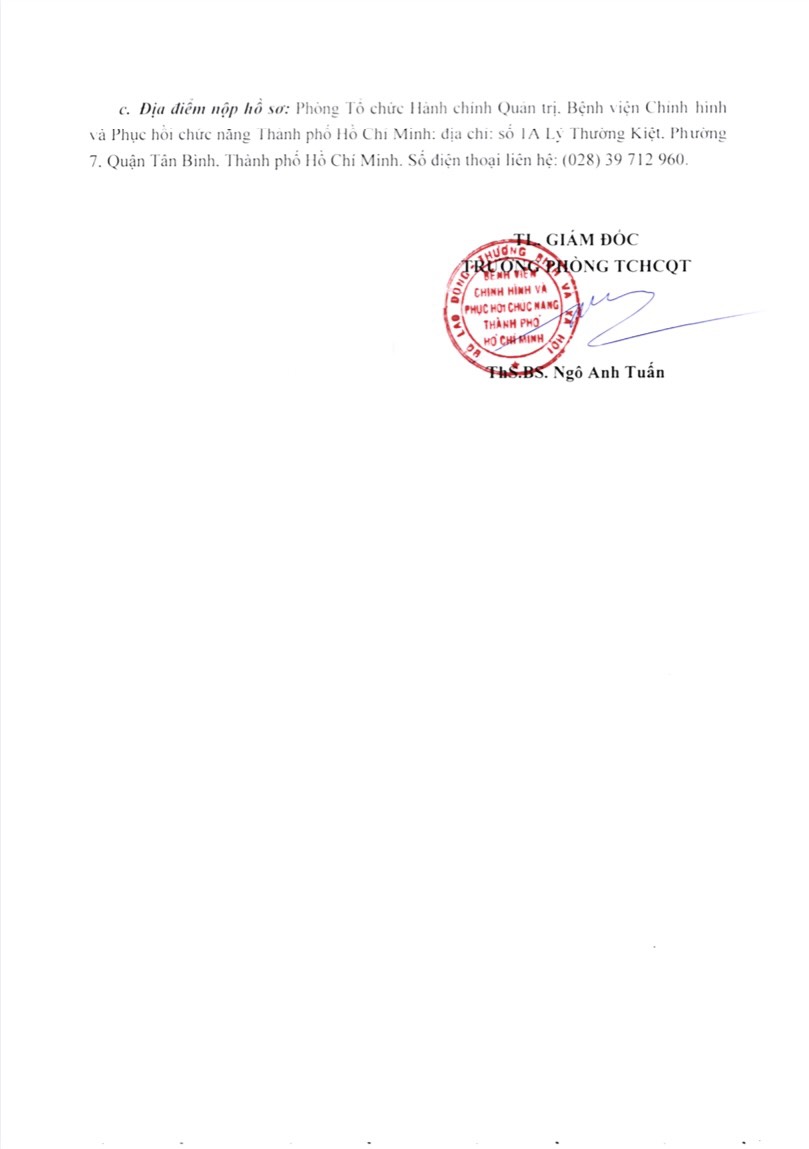 c. Địa điểm nộp hồ sơ: Phòng Tổ chức Hành chính Quản trị, Bệnh viện Chỉnh hình
và Phục hồi chức năng Thành phố Hồ Chí Minh; địa chỉ: số 1A Lý Thường Kiệt, Phường
7, Quận Tân Bình, Thành phố Hồ Chí Minh. Số điện thoại liên hệ: (028) 39 712 960.
TL. GIÁM ĐỐC
TRƯỞNG PHÒNG TCHCQT
LAO ĐỘNG THƯƠNG BINH VÀ XÃ HỘI
BỆNH VIỆN
CHỈNH HÌNH VÀ
PHỤC HỒI CHỨC NĂNG
THÀNH PHỐ
HỒ CHÍ MINH
ThS.BS. Ngô Anh Tuấn